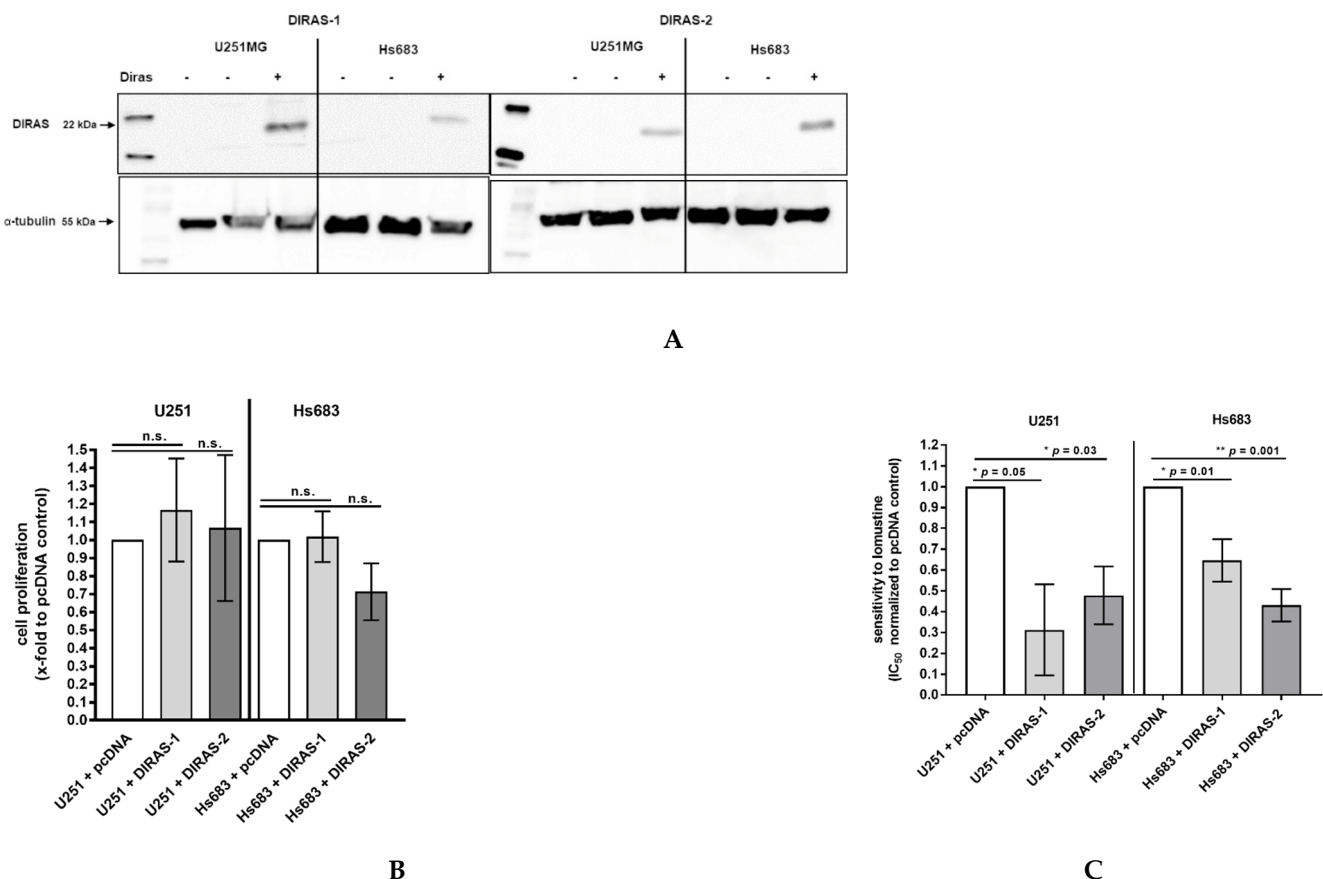 DIRAS-1 DIRAS-2
U251MG Hs683 U251MG Hs683
Diras - - + - - + - - + - - +
DIRAS 22 kDa
α-tubulin 55 kDa
A
U251 Hs683
n.s. n.s.
n.s. n.s.
cell proliferation
(x-fold to pcDNA control)
1.5
1.4
1.3
1.2
1.1
1.0
0.9
0.8
0.7
0.6
0.5
0.4
0.3
0.2
0.1
0.0
U251 + pcDNA
U251 + DIRAS-1
U251 + DIRAS-2
Hs683 + pcDNA
Hs683 + DIRAS-1
Hs683 + DIRAS-2
B
U251 Hs683
* p = 0.03 ** p = 0.001
* p = 0.05 * p = 0.01
sensitivity to lomustine
(IC50 normalized to pcDNA control)
1.2
1.1
1.0
0.9
0.8
0.7
0.6
0.5
0.4
0.3
0.2
0.1
0.0
U251 + pcDNA
U251 + DIRAS-1
U251 + DIRAS-2
Hs683 + pcDNA
Hs683 + DIRAS-1
Hs683 + DIRAS-2
C